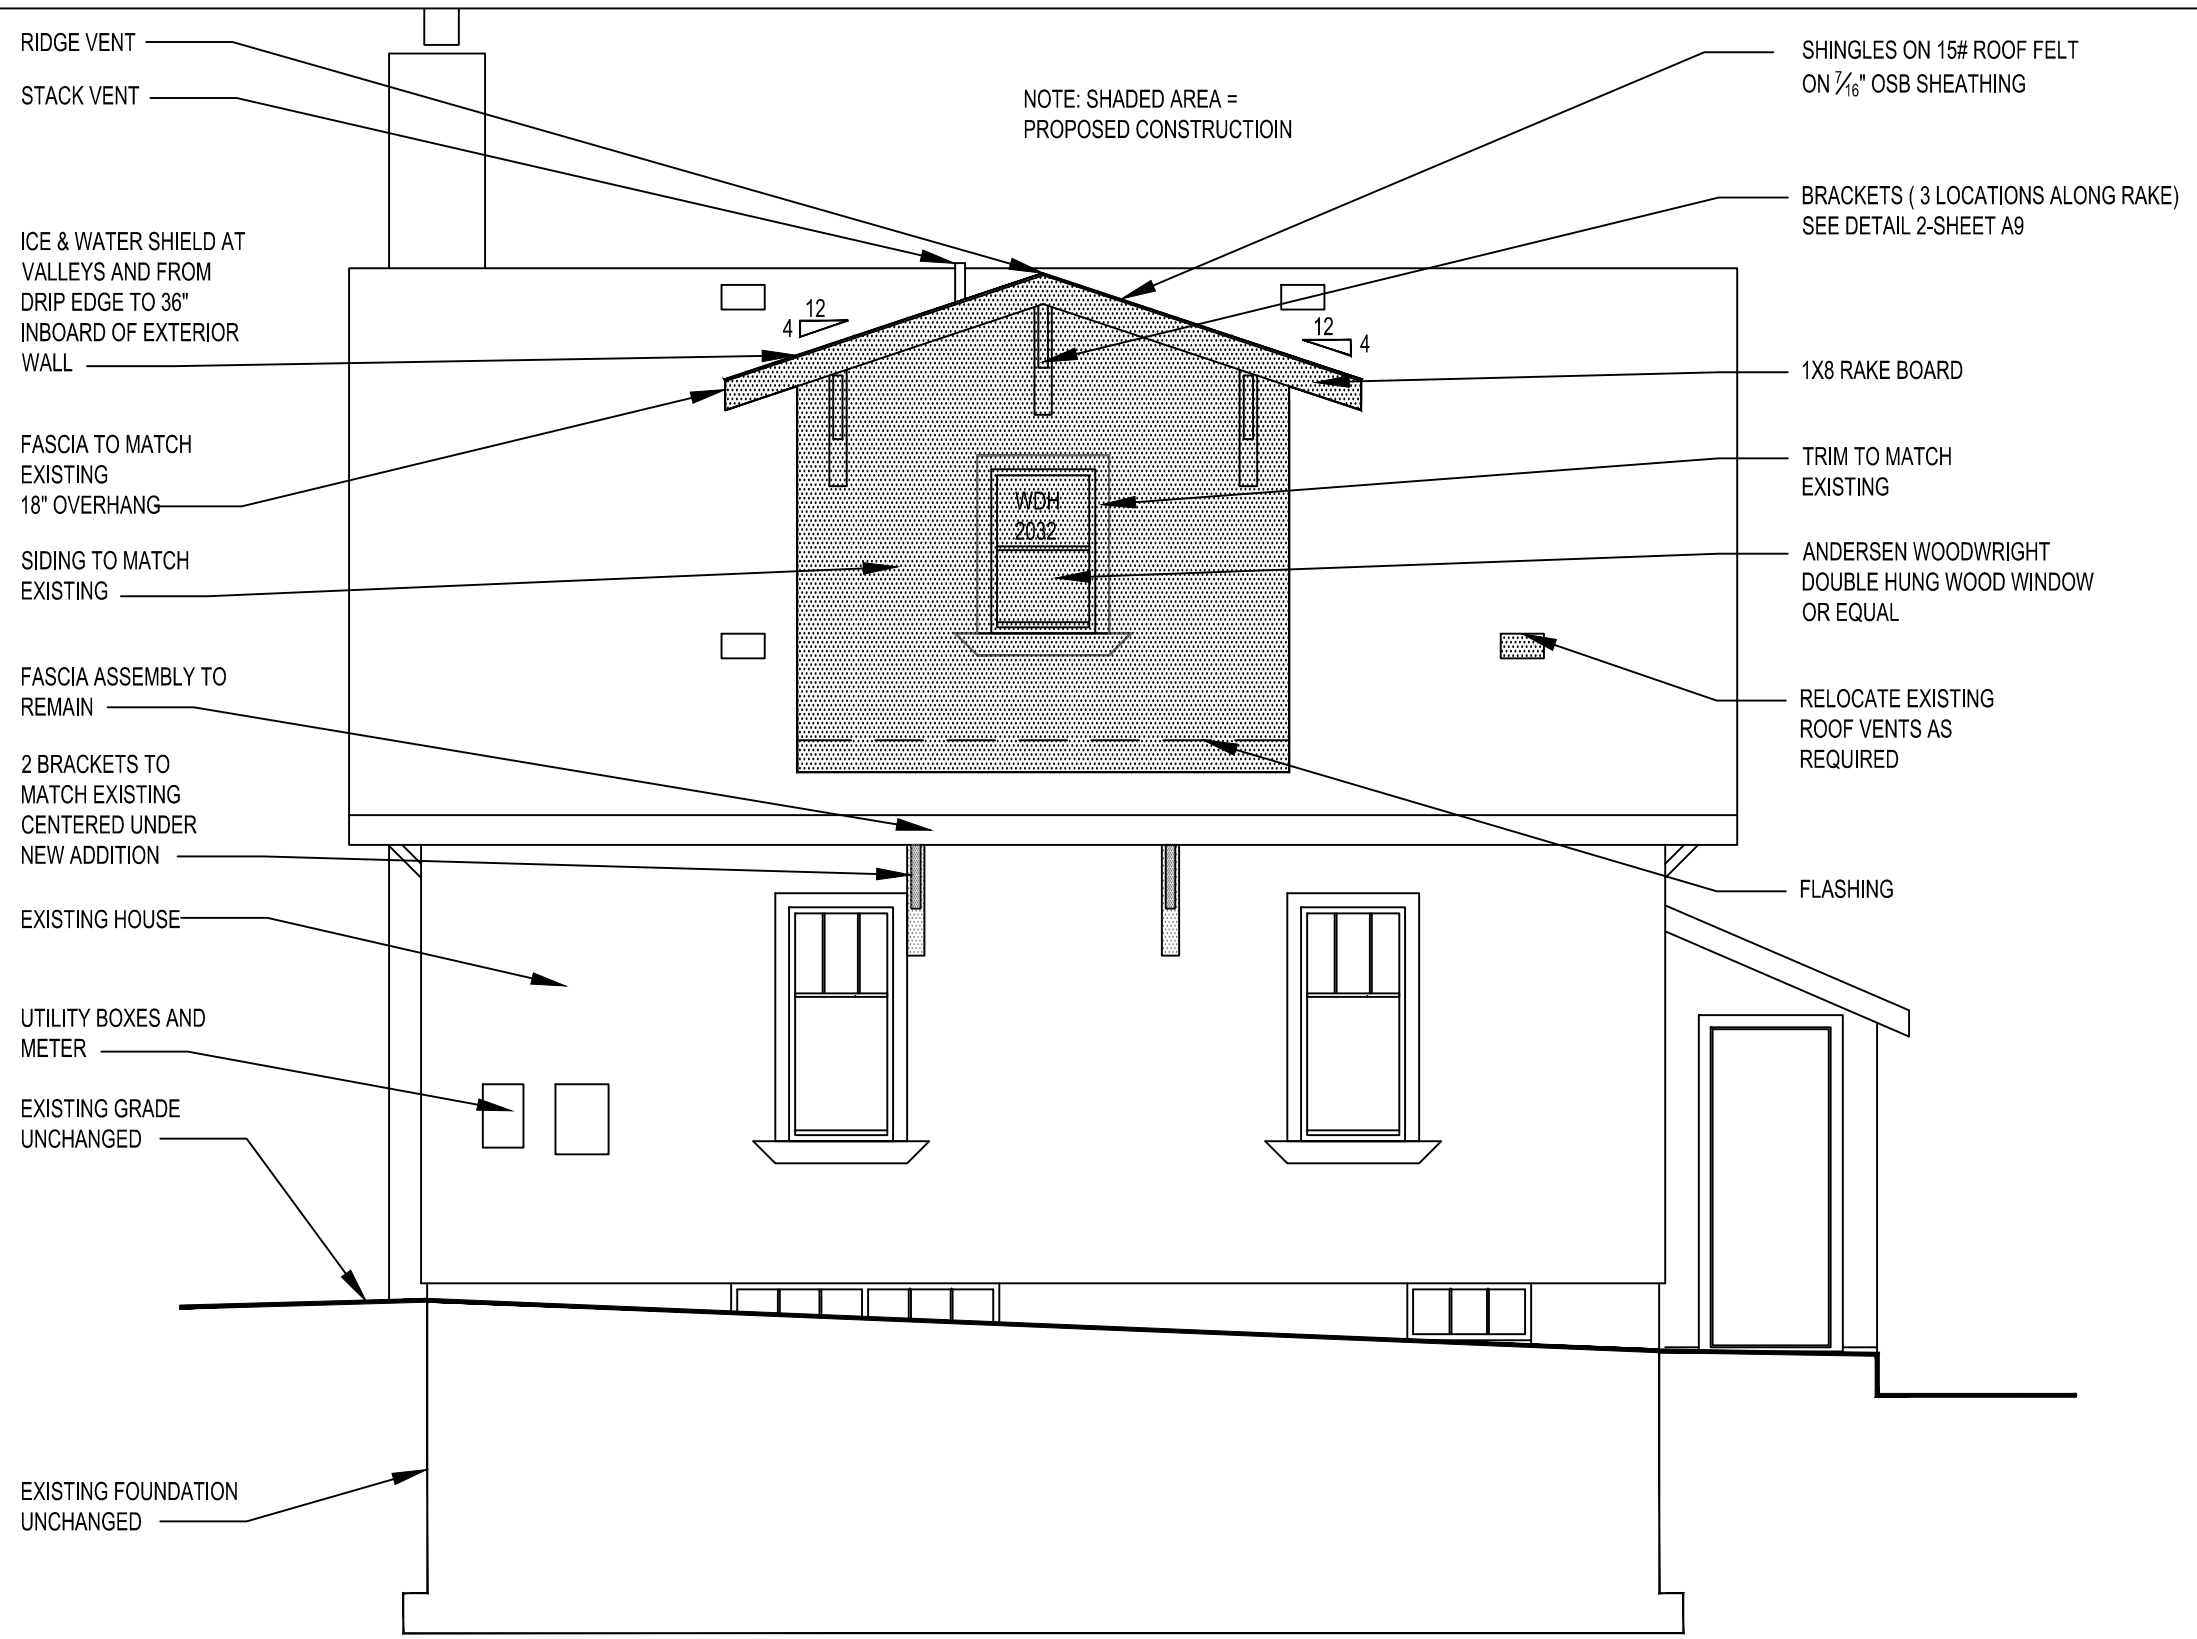 RIDGE VENT
STACK VENT
ICE & WATER SHIELD AT
VALLEYS AND FROM
DRIP EDGE TO 36"
INBOARD OF EXTERIOR
WALL
FASCIA TO MATCH
EXISTING
18" OVERHANG
SIDING TO MATCH
EXISTING
FASCIA ASSEMBLY TO
REMAIN
2 BRACKETS TO
MATCH EXISTING
CENTERED UNDER
NEW ADDITION
EXISTING HOUSE
UTILITY BOXES AND
METER
EXISTING GRADE
UNCHANGED
EXISTING FOUNDATION
UNCHANGED
NOTE: SHADED AREA =
PROPOSED CONSTRUCTIOIN
12
4
12
4
WDH
2032
SHINGLES ON 15# ROOF FELT
ON 7/16" OSB SHEATHING
BRACKETS ( 3 LOCATIONS ALONG RAKE)
SEE DETAIL 2-SHEET A9
1X8 RAKE BOARD
TRIM TO MATCH
EXISTING
ANDERSEN WOODWRIGHT
DOUBLE HUNG WOOD WINDOW
OR EQUAL
RELOCATE EXISTING
ROOF VENTS AS
REQUIRED
FLASHING